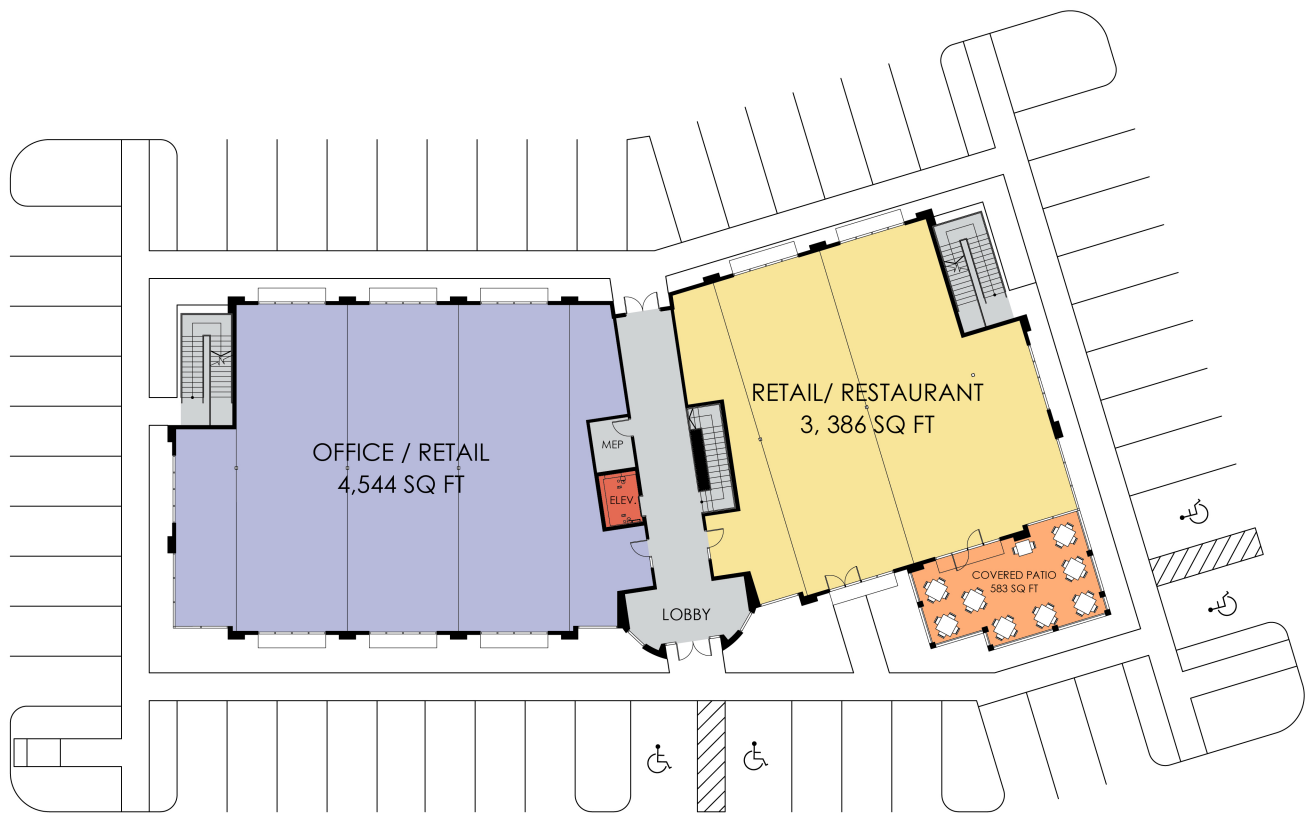 RETAIL/ RESTAURANT
3, 386 SQ FT
OFFICE / RETAIL
4,544 SQ FT
MEP
ELEV.
COVERED PATIO
583 SQ FT
LOBBY